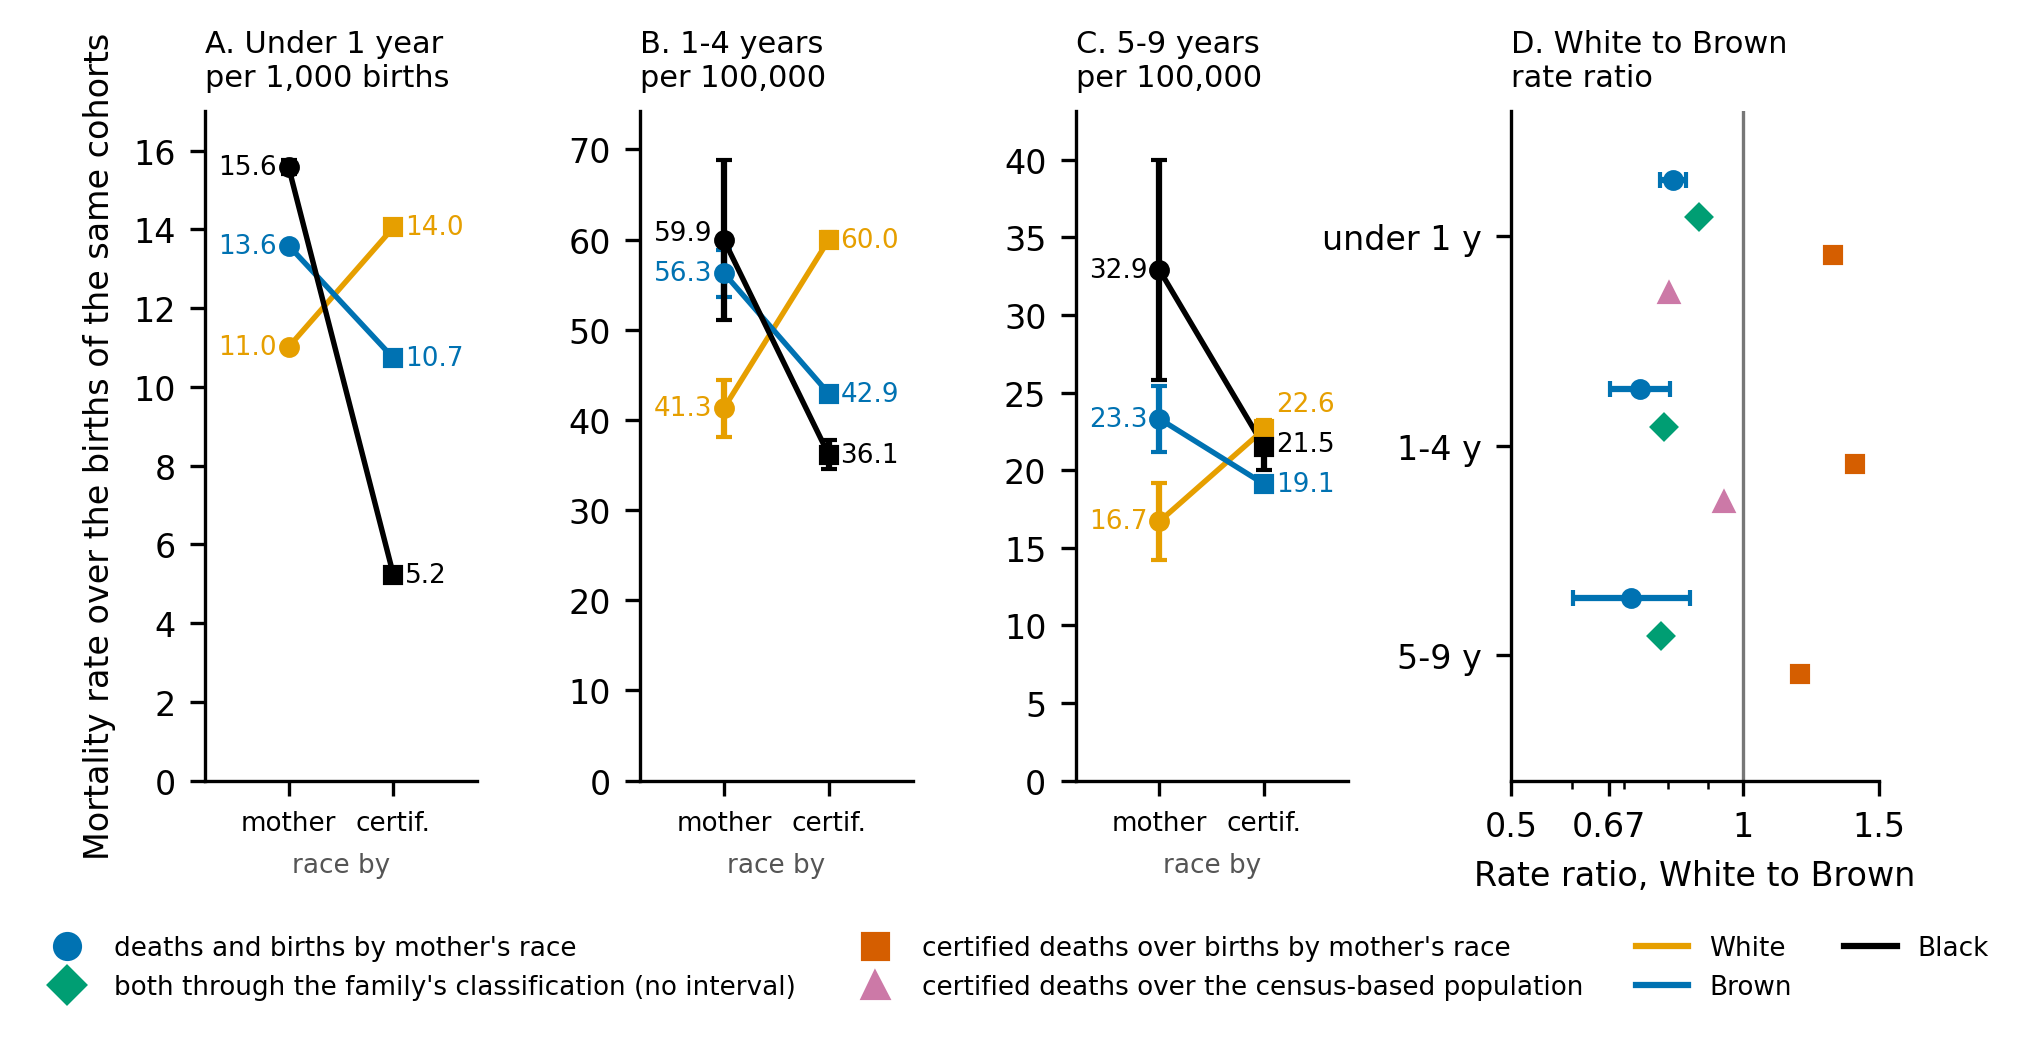 A. Under 1 year
per 1,000 births
B. 1-4 years
per 100,000
C. 5-9 years
per 100,000
D. White to Brown
rate ratio
Mortality rate over the births of the same cohorts
16
14
12
10
8
6
4
2
0
15.6
13.6
11.0
14.0
10.7
5.2
mother
certif.
race by
70
60
50
40
30
20
10
0
59.9
56.3
41.3
60.0
42.9
36.1
mother
certif.
race by
40
35
30
25
20
15
10
5
0
32.9
23.3
16.7
22.6
21.5
19.1
mother
certif.
race by
under 1 y
1-4 y
5-9 y
0.5
0.67
1
1.5
Rate ratio, White to Brown
deaths and births by mother's race
both through the family's classification (no interval)
certified deaths over births by mother's race
certified deaths over the census-based population
White
Brown
Black